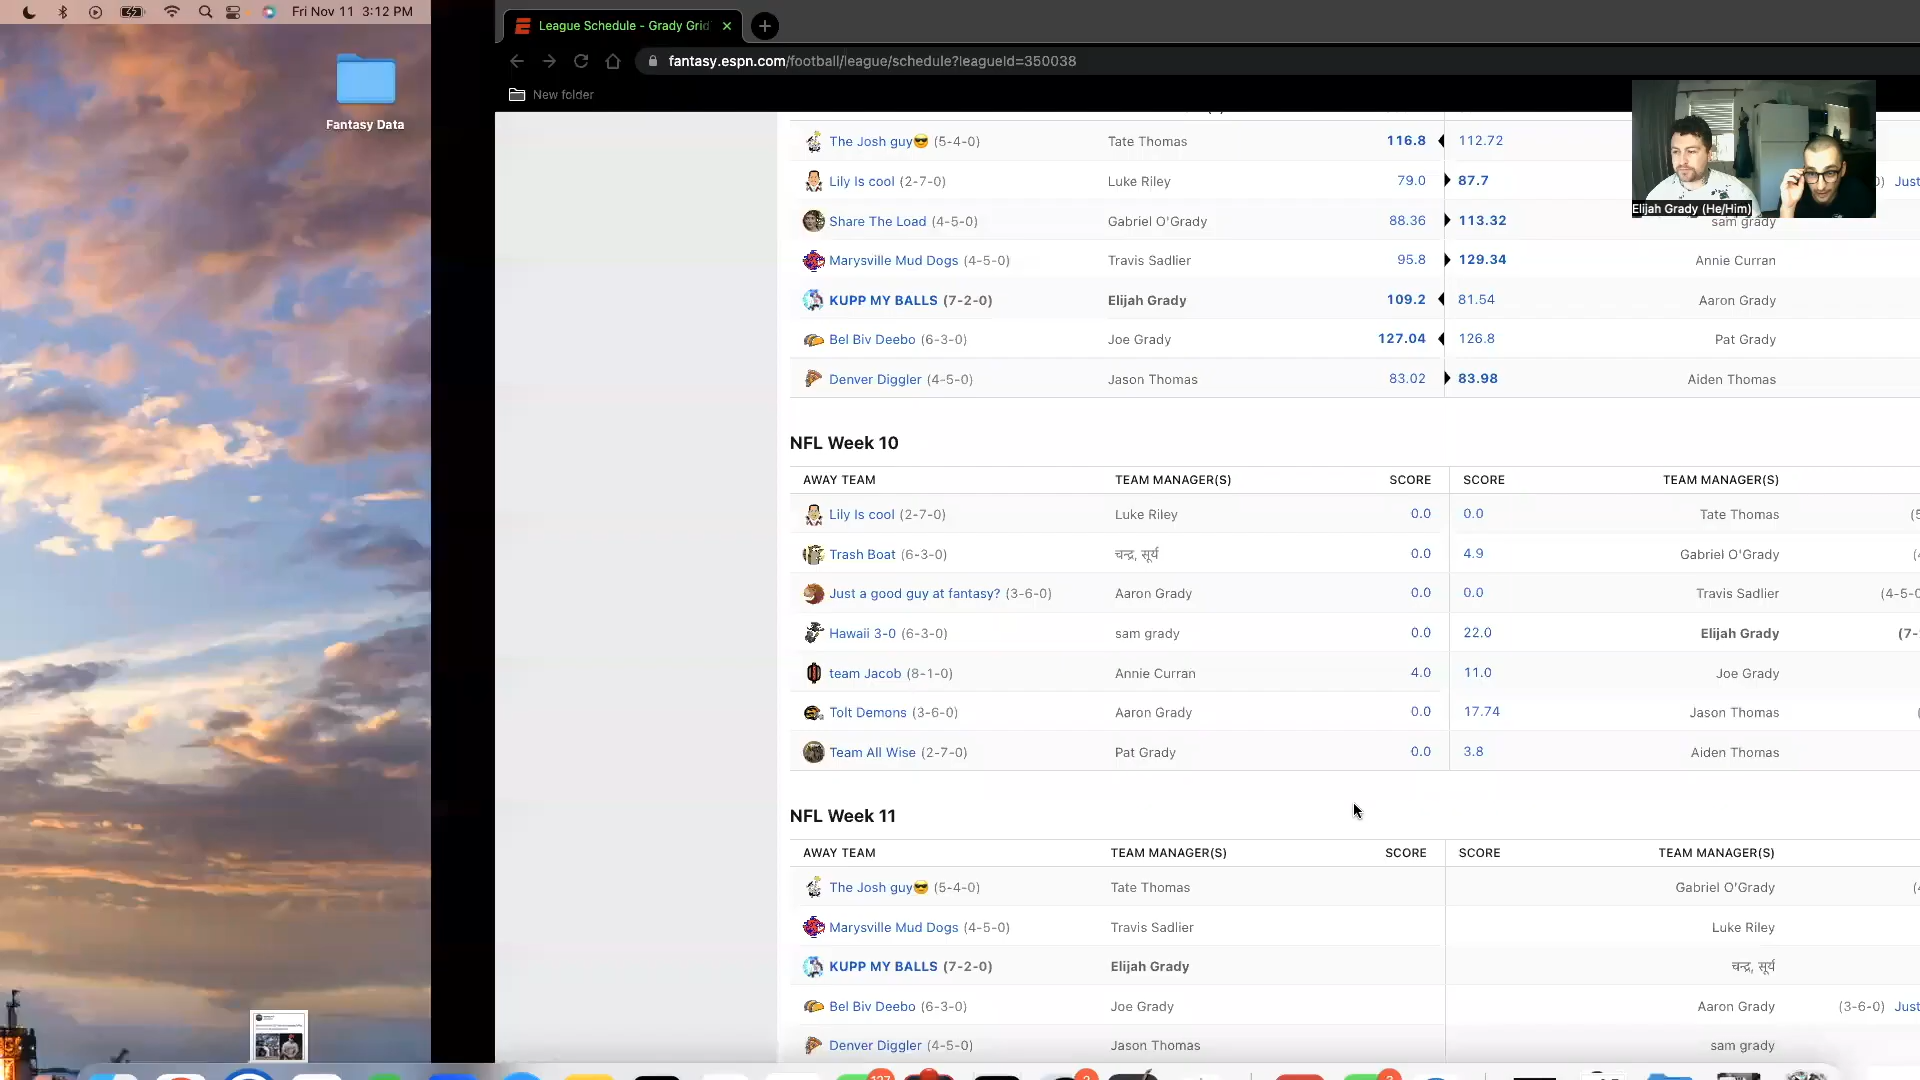 Fri Nov 11 3:12 PM
League Schedule - Grady Grid
fantasy.espn.com/football/league/schedule?leagueId=350038
New folder
Fantasy Data
The Josh guy😎 (5-4-0) Tate Thomas 116.8 112.72
Lily Is cool (2-7-0) Luke Riley 79.0 87.7 Just
Elijah Grady (He/Him)
Share The Load (4-5-0) Gabriel O'Grady 88.36 113.32 sam grady
Marysville Mud Dogs (4-5-0) Travis Sadlier 95.8 129.34 Annie Curran
KUPP MY BALLS (7-2-0) Elijah Grady 109.2 81.54 Aaron Grady
Bel Biv Deebo (6-3-0) Joe Grady 127.04 126.8 Pat Grady
Denver Diggler (4-5-0) Jason Thomas 83.02 83.98 Aiden Thomas
NFL Week 10
AWAY TEAM TEAM MANAGER(S) SCORE SCORE TEAM MANAGER(S)
Lily Is cool (2-7-0) Luke Riley 0.0 0.0 Tate Thomas (5
Trash Boat (6-3-0) चन्द्र, सूर्य 0.0 4.9 Gabriel O'Grady (4
Just a good guy at fantasy? (3-6-0) Aaron Grady 0.0 0.0 Travis Sadlier (4-5-0
Hawaii 3-0 (6-3-0) sam grady 0.0 22.0 Elijah Grady (7-
team Jacob (8-1-0) Annie Curran 4.0 11.0 Joe Grady
Tolt Demons (3-6-0) Aaron Grady 0.0 17.74 Jason Thomas (
Team All Wise (2-7-0) Pat Grady 0.0 3.8 Aiden Thomas
NFL Week 11
AWAY TEAM TEAM MANAGER(S) SCORE SCORE TEAM MANAGER(S)
The Josh guy😎 (5-4-0) Tate Thomas Gabriel O'Grady (4
Marysville Mud Dogs (4-5-0) Travis Sadlier Luke Riley
KUPP MY BALLS (7-2-0) Elijah Grady चन्द्र, सूर्य
Bel Biv Deebo (6-3-0) Joe Grady Aaron Grady (3-6-0) Just
Denver Diggler (4-5-0) Jason Thomas sam grady